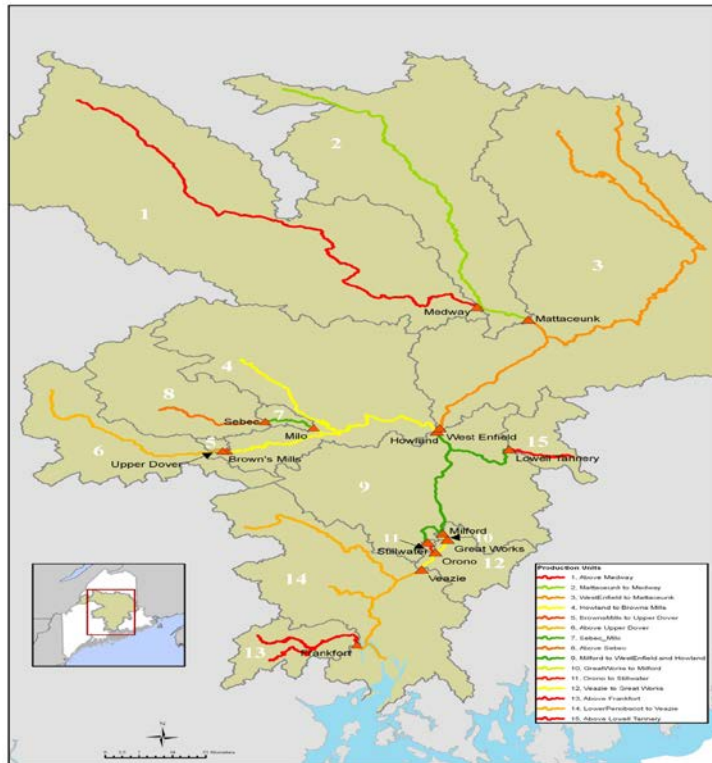 2
1
3
Medway
Mattaceunk
4
8
7
Sebec
Milo
Howland
West Enfield
15
5
6
Upper Dover
Brown's Mills
Lowell Tannery
9
Milford
11
10
Stillwater
Great Works
Orono
12
Veazie
14
13
Frankfort
Production Units
1. Above Medway
2. Mattaceunk to Medway
3. WestEnfield to Mattaceunk
4. Howland to Browns Mills
5. BrownsMills to Upper Dover
6. Above Upper Dover
7. Sebec_Milo
8. Above Sebec
9. Milford to WestEnfield and Howland
10. GreatWorks to Milford
11. Orono to Stillwater
12. Veazie to Great Works
13. Above Frankfort
14. LowerPenobscot to Veazie
15. Above Lowell Tannery
N